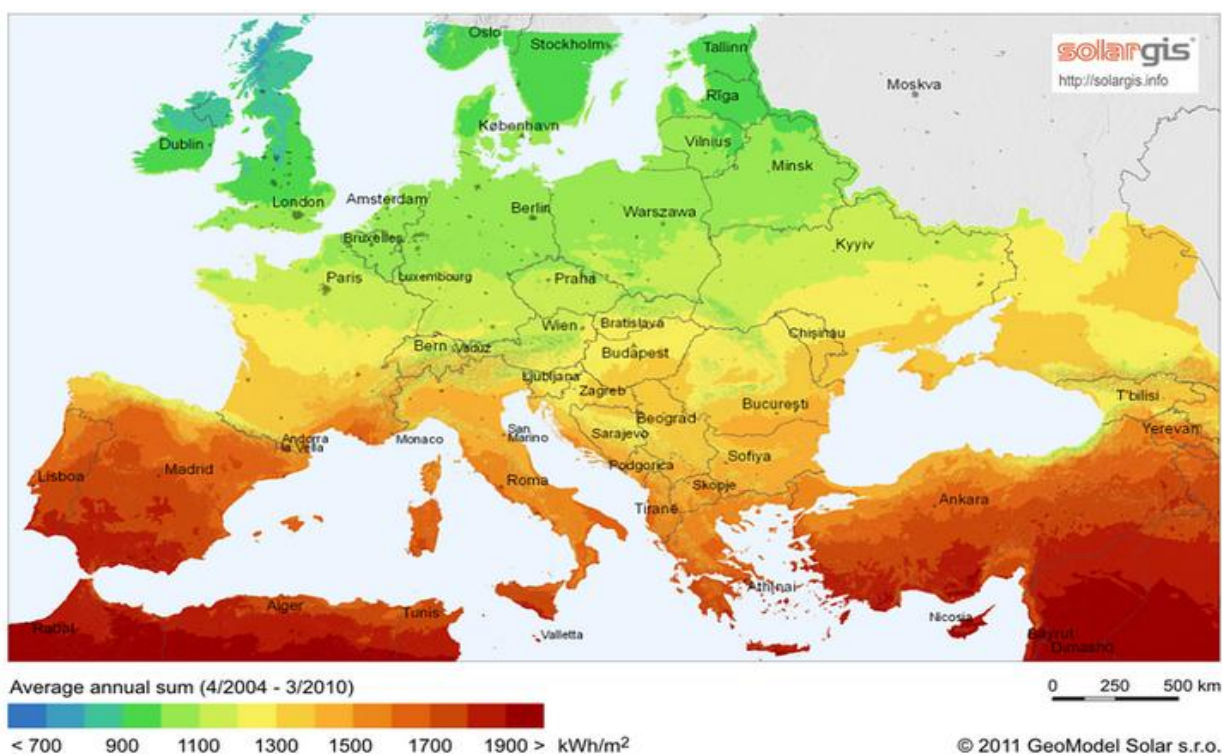 Oslo
Stockholm
Tallinn
solargis
http://solargis.info
Moskva
Rīga
København
Dublin
Vilnius
Minsk
London
Amsterdam
Berlin
Warszawa
Bruxelles
Kyyiv
Paris
Luxembourg
Praha
Wien
Bratislava
Chișinău
Bern
Vaduz
Budapest
Ljubljana
Zagreb
T'bilisi
Beograd
București
Andorra
la Vella
Monaco
San
Marino
Sarajevo
Yerevan
Lisboa
Madrid
Roma
Podgorica
Sofiya
Skopje
Ankara
Tiranë
Athínai
Alger
Tunis
Nicosia
Rabat
Valletta
Bayrut
Dimashq
Average annual sum (4/2004 - 3/2010)
0 250 500 km
< 700 900 1100 1300 1500 1700 1900 > kWh/m²
© 2011 GeoModel Solar s.r.o.